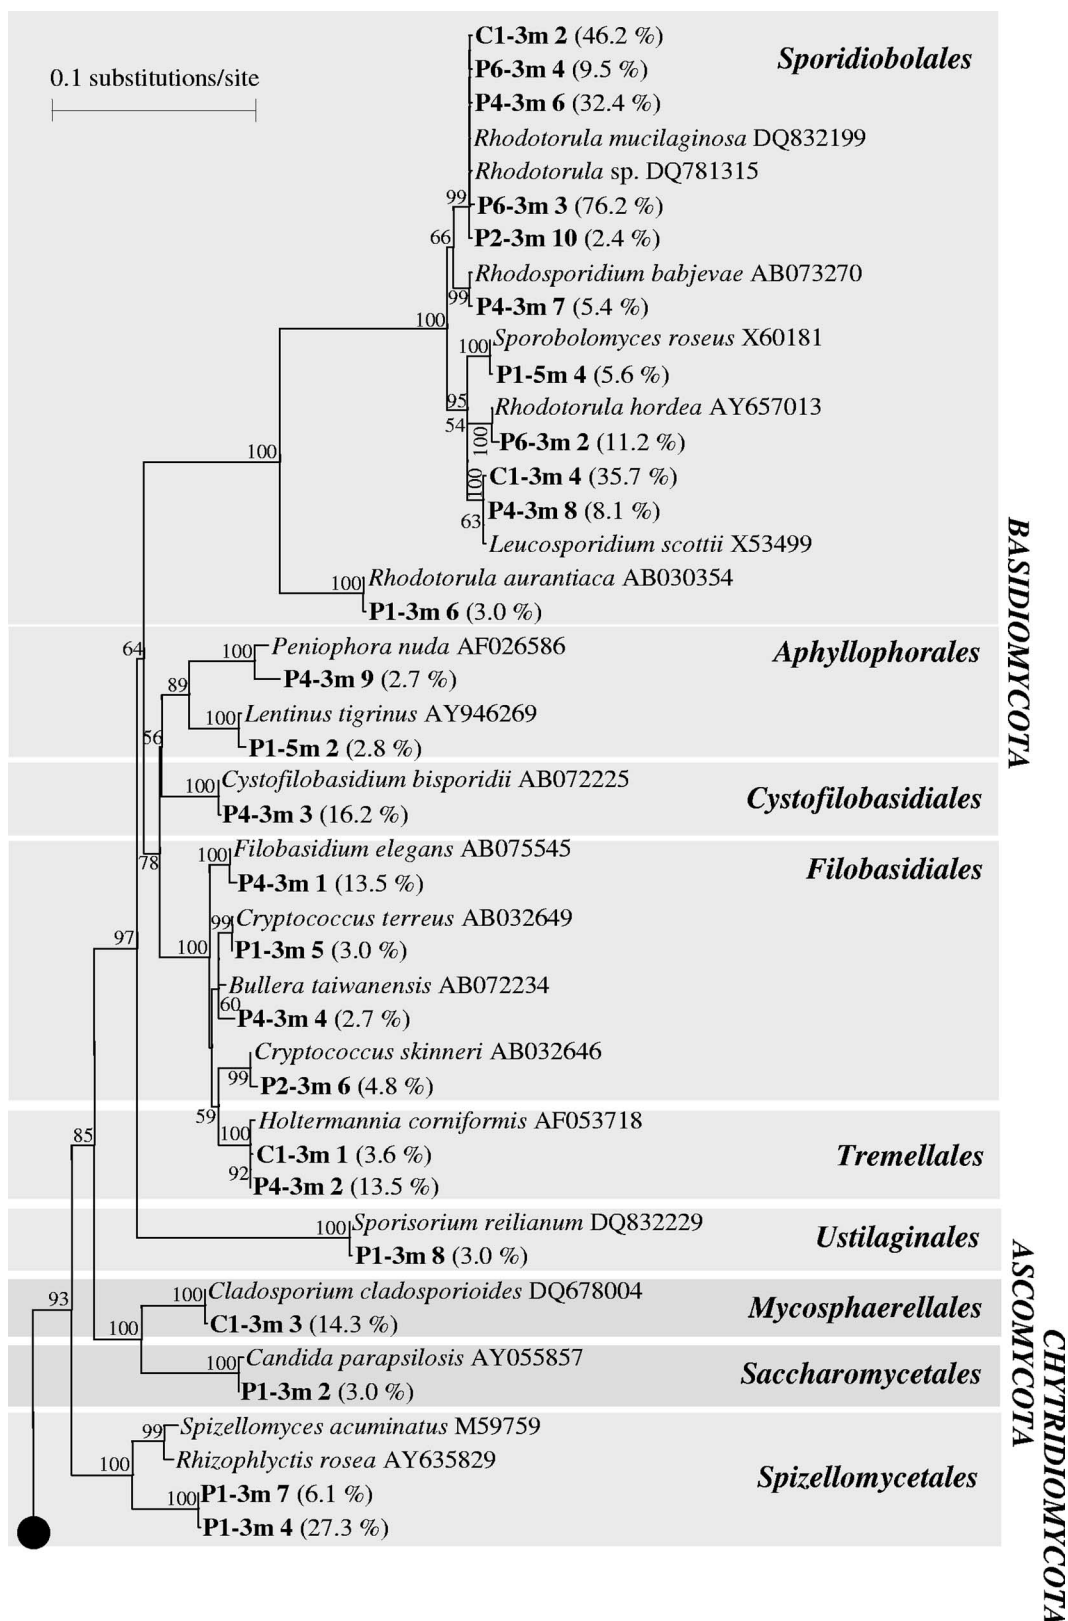 C1-3m 2 (46.2 %)
Sporidiobolales
0.1 substitutions/site
P6-3m 4 (9.5 %)
P4-3m 6 (32.4 %)
Rhodotorula mucilaginosa DQ832199
Rhodotorula sp. DQ781315
99
P6-3m 3 (76.2 %)
66
P2-3m 10 (2.4 %)
Rhodosporidium babjevae AB073270
99
P4-3m 7 (5.4 %)
100
Sporobolomyces roseus X60181
100
P1-5m 4 (5.6 %)
95
Rhodotorula hordea AY657013
54
100
P6-3m 2 (11.2 %)
100
100
C1-3m 4 (35.7 %)
P4-3m 8 (8.1 %)
63
Leucosporidium scottii X53499
100
Rhodotorula aurantiaca AB030354
P1-3m 6 (3.0 %)
BASIDIOMYCOTA
64
100
Peniophora nuda AF026586
Aphyllophorales
P4-3m 9 (2.7 %)
89
100
Lentinus tigrinus AY946269
56
P1-5m 2 (2.8 %)
100
Cystofilobasidium bisporidii AB072225
Cystofilobasidiales
P4-3m 3 (16.2 %)
78
100
Filobasidium elegans AB075545
Filobasidiales
P4-3m 1 (13.5 %)
99
Cryptococcus terreus AB032649
97
100
P1-3m 5 (3.0 %)
Bullera taiwanensis AB072234
60
P4-3m 4 (2.7 %)
Cryptococcus skinneri AB032646
99
P2-3m 6 (4.8 %)
59
Holtermannia corniformis AF053718
85
100
C1-3m 1 (3.6 %)
Tremellales
92
P4-3m 2 (13.5 %)
100
Sporisorium reilianum DQ832229
Ustilaginales
P1-3m 8 (3.0 %)
93
100
Cladosporium cladosporioides DQ678004
Mycosphaerellales
100
C1-3m 3 (14.3 %)
ASCOMYCOTA
100
Candida parapsilosis AY055857
Saccharomycetales
P1-3m 2 (3.0 %)
99
Spizellomyces acuminatus M59759
100
Rhizophlyctis rosea AY635829
Spizellomycetales
100
P1-3m 7 (6.1 %)
P1-3m 4 (27.3 %)
CHYTRIDIOMYCOTA